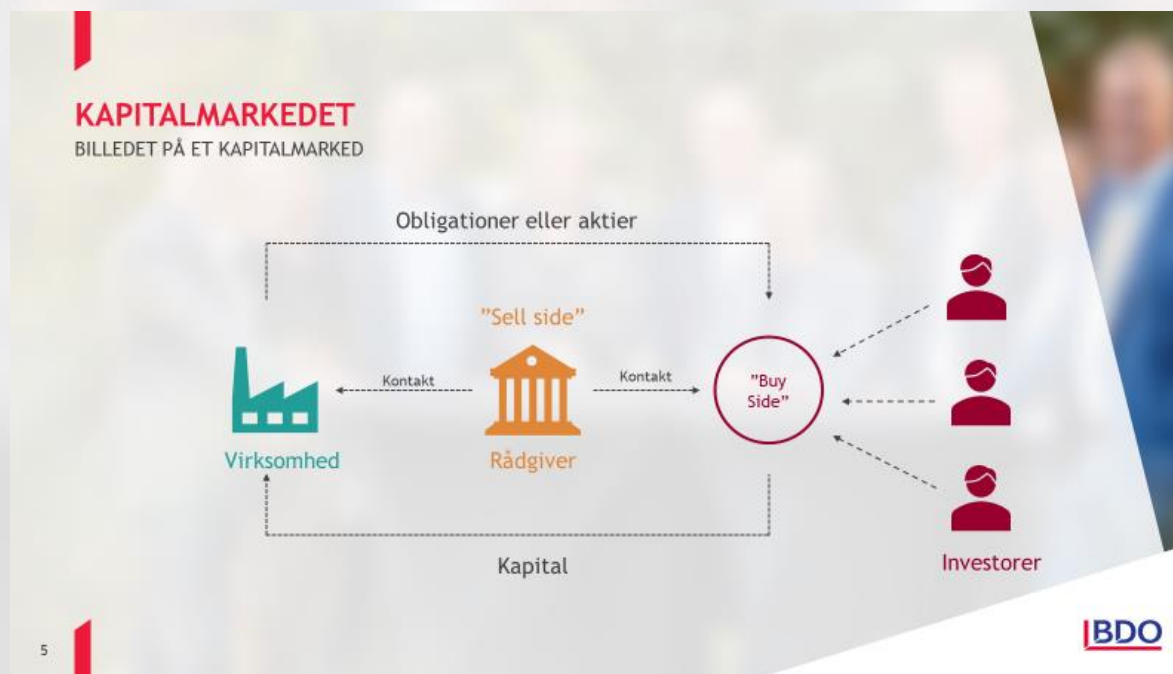 KAPITALMARKEDET
BILLEDET PÅ ET KAPITALMARKED
Obligationer eller aktier
”Sell side”
Kontakt
Kontakt
”Buy
Side”
Virksomhed
Rådgiver
Kapital
Investorer
5
BDO